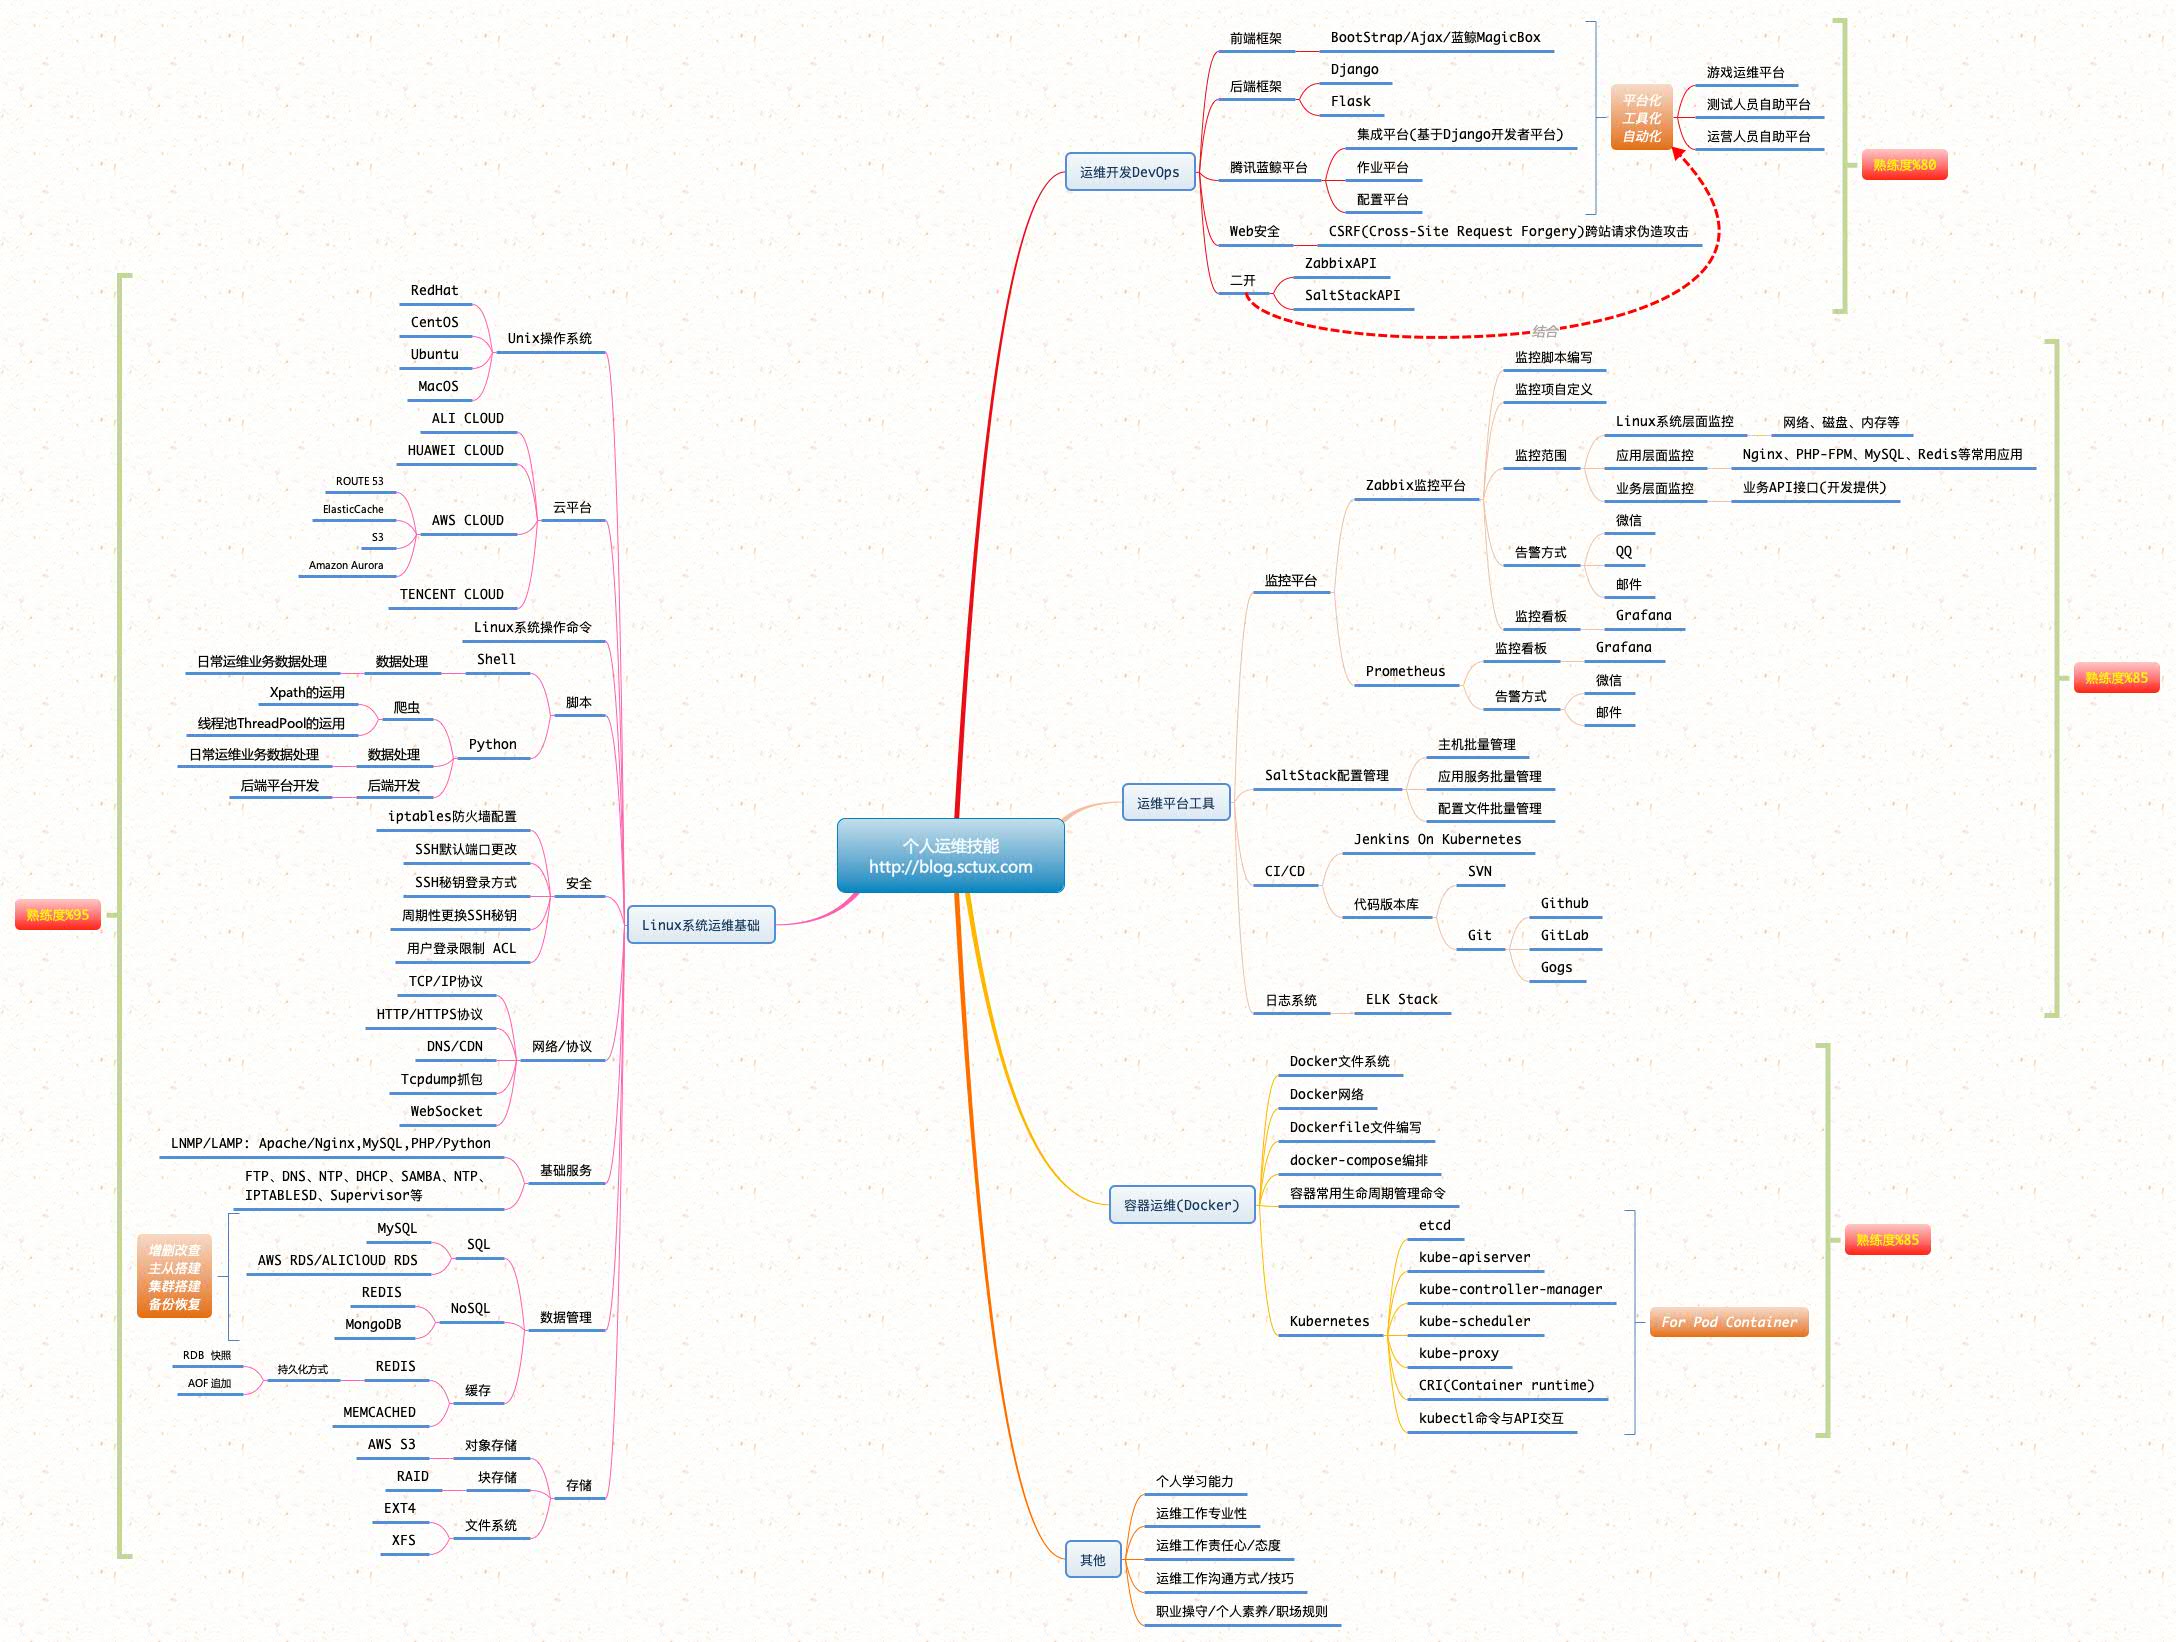 个人运维技能
http://blog.sctux.com
运维开发DevOps
前端框架
BootStrap/Ajax/蓝鲸MagicBox
后端框架
Django
Flask
腾讯蓝鲸平台
集成平台(基于Django开发者平台)
作业平台
配置平台
Web安全
CSRF(Cross-Site Request Forgery)跨站请求伪造攻击
二开
ZabbixAPI
SaltStackAPI
平台化
工具化
自动化
游戏运维平台
测试人员自助平台
运营人员自助平台
结合
熟练度%80
运维平台工具
监控平台
Zabbix监控平台
监控脚本编写
监控项自定义
监控范围
Linux系统层面监控
网络、磁盘、内存等
应用层面监控
Nginx、PHP-FPM、MySQL、Redis等常用应用
业务层面监控
业务API接口(开发提供)
告警方式
微信
QQ
邮件
监控看板
Grafana
Prometheus
监控看板
Grafana
告警方式
微信
邮件
SaltStack配置管理
主机批量管理
应用服务批量管理
配置文件批量管理
CI/CD
Jenkins On Kubernetes
代码版本库
SVN
Git
Github
GitLab
Gogs
日志系统
ELK Stack
熟练度%85
容器运维(Docker)
Docker文件系统
Docker网络
Dockerfile文件编写
docker-compose编排
容器常用生命周期管理命令
Kubernetes
etcd
kube-apiserver
kube-controller-manager
kube-scheduler
kube-proxy
CRI(Container runtime)
kubectl命令与API交互
For Pod Container
熟练度%85
其他
个人学习能力
运维工作专业性
运维工作责任心/态度
运维工作沟通方式/技巧
职业操守/个人素养/职场规则
Linux系统运维基础
Unix操作系统
RedHat
CentOS
Ubuntu
MacOS
云平台
ALI CLOUD
HUAWEI CLOUD
AWS CLOUD
ROUTE 53
ElasticCache
S3
Amazon Aurora
TENCENT CLOUD
Linux系统操作命令
脚本
Shell
数据处理
日常运维业务数据处理
Python
爬虫
Xpath的运用
线程池ThreadPool的运用
数据处理
日常运维业务数据处理
后端开发
后端平台开发
安全
iptables防火墙配置
SSH默认端口更改
SSH秘钥登录方式
周期性更换SSH秘钥
用户登录限制 ACL
网络/协议
TCP/IP协议
HTTP/HTTPS协议
DNS/CDN
Tcpdump抓包
WebSocket
基础服务
LNMP/LAMP: Apache/Nginx,MySQL,PHP/Python
FTP、DNS、NTP、DHCP、SAMBA、NTP、
IPTABLESD、Supervisor等
数据管理
SQL
MySQL
AWS RDS/ALIClOUD RDS
NoSQL
REDIS
MongoDB
增删改查
主从搭建
集群搭建
备份恢复
缓存
REDIS
持久化方式
RDB 快照
AOF 追加
MEMCACHED
存储
对象存储
AWS S3
块存储
RAID
文件系统
EXT4
XFS
熟练度%95